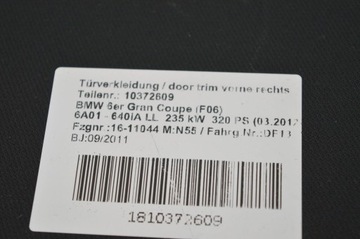 Türverkleidung / door trim vorne rechts
Teilenr.: 10372609
BMW 6er Gran Coupe (F06)
6A01 - 640iA LL 235 kW 320 PS (03.2012
Fzgnr :16-11044 M:N55 / Fahrg.Nr.:DF13
BJ:09/2011
1810372609